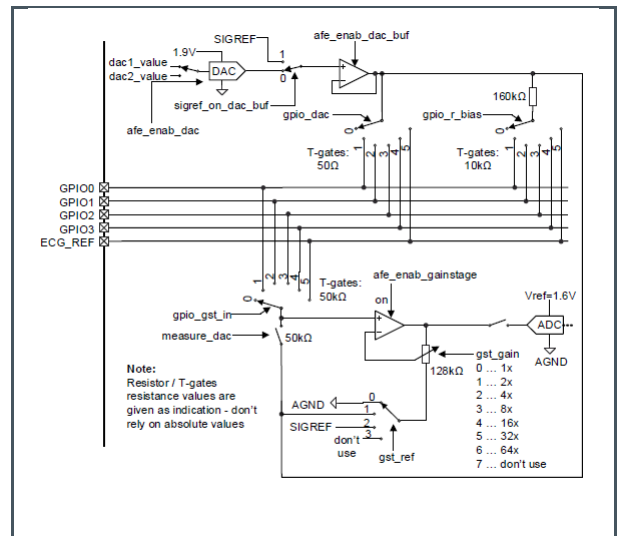 SIGREF
afe_enab_dac_buf
1.9V
1
dac1_value
dac2_value
DAC
0
+
-
sigref_on_dac_buf
160kΩ
afe_enab_dac
gpio_dac
gpio_r_bias
0
0
T-gates:
50Ω
1
2
3
4
5
T-gates:
10kΩ
1
2
3
4
5
GPIO0
GPIO1
GPIO2
GPIO3
ECG_REF
1
2
3
4
5
T-gates:
50kΩ
afe_enab_gainstage
0
gpio_gst_in
on
Vref=1.6V
measure_dac
50kΩ
+
-
ADC
AGND
gst_gain
128kΩ
0 ... 1x
1 ... 2x
2 ... 4x
3 ... 8x
4 ... 16x
5 ... 32x
6 ... 64x
7 ... don't use
Note:
Resistor / T-gates
resistance values are
given as indication - don't
rely on absolute values
AGND
0
1
SIGREF
2
don't
use
3
gst_ref